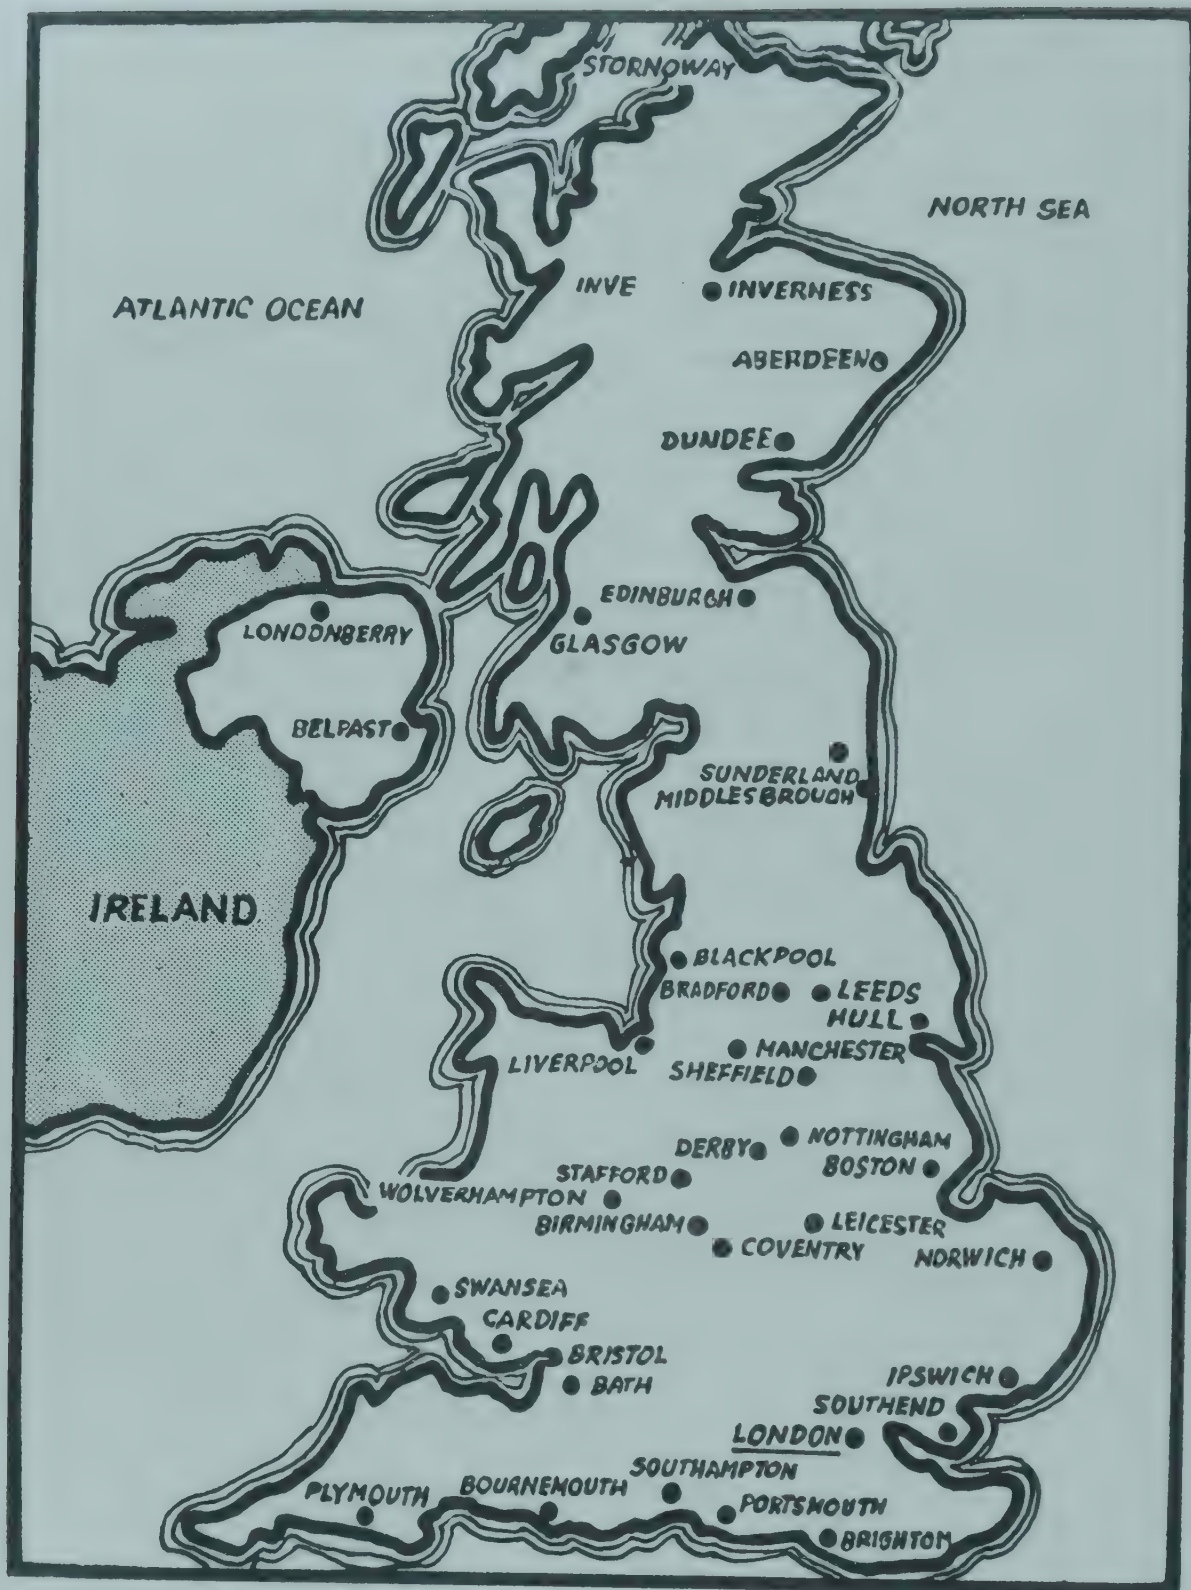 STORNOWAY
NORTH SEA
ATLANTIC OCEAN
INVE
INVERNESS
ABERDEEN
DUNDEE
EDINBURGH
LONDONBERRY
GLASGOW
BELPAST
SUNDERLAND
MIDDLESBROUGH
IRELAND
BLACKPOOL
BRADFORD
LEEDS
HULL
LIVERPOOL
MANCHESTER
SHEFFIELD
DERBY
NOTTINGHAM
STAFFORD
BOSTON
WOLVERHAMPTON
BIRMINGHAM
LEICESTER
COVENTRY
NORWICH
SWANSEA
CARDIFF
BRISTOL
BATH
IPSWICH
SOUTHEND
LONDON
SOUTHAMPTON
PLYMOUTH
BOURNEMOUTH
PORTSMOUTH
BRIGHTOM